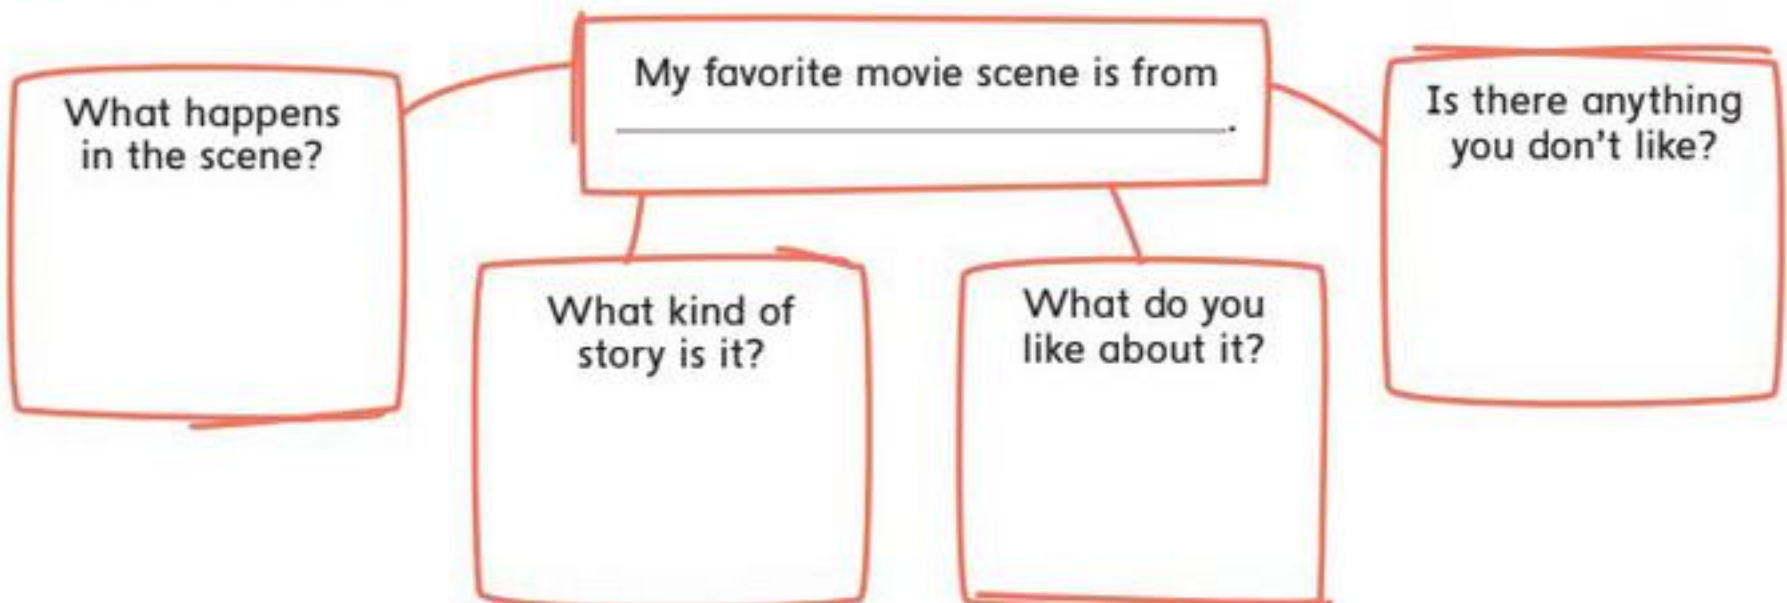 My favorite movie scene is from
.
What happens
in the scene?
What kind of
story is it?
What do you
like about it?
Is there anything
you don't like?